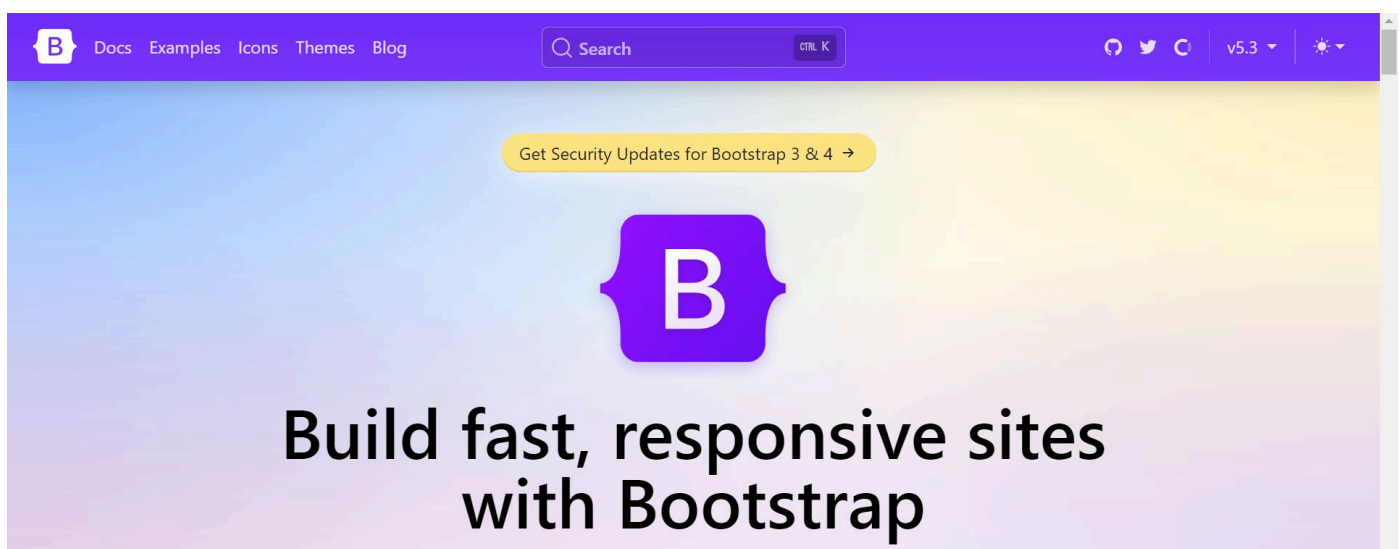 B Docs Examples Icons Themes Blog Search CTRL K v5.3
Get Security Updates for Bootstrap 3 & 4 →
B
Build fast, responsive sites
with Bootstrap